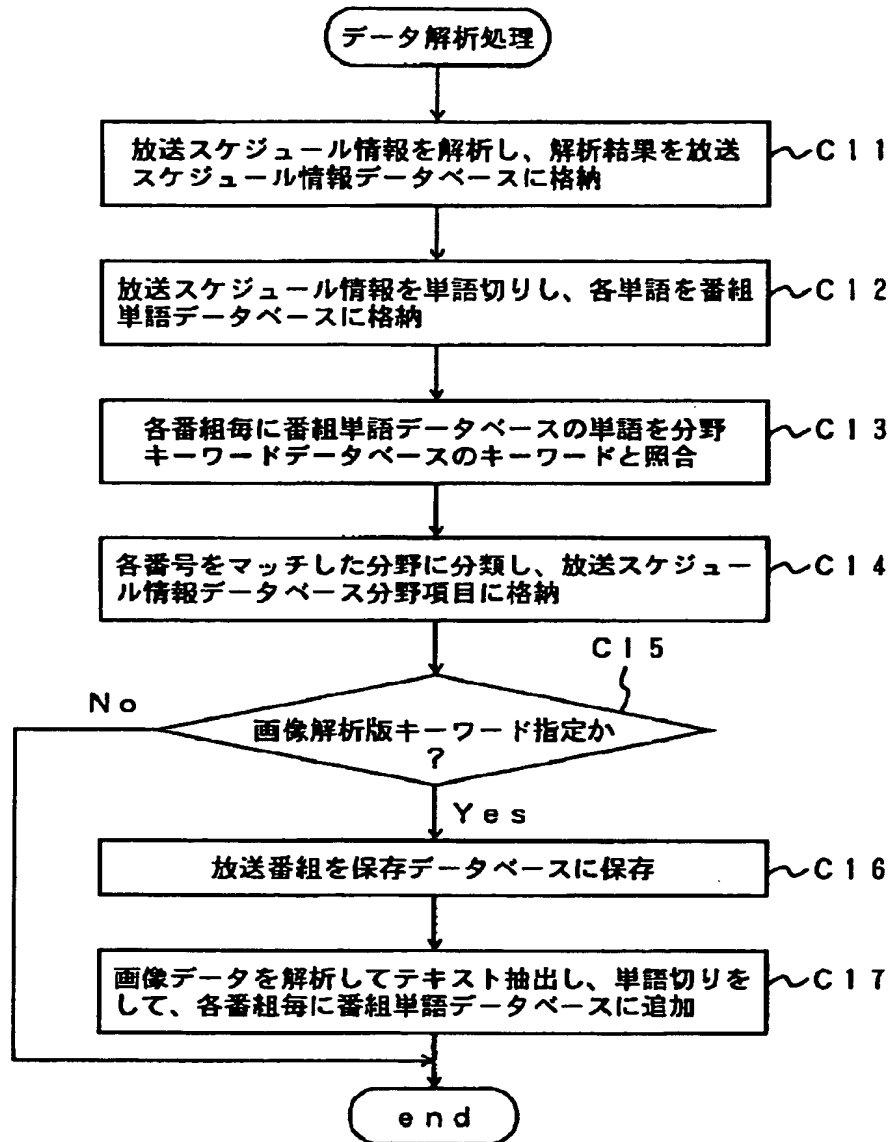 データ解析処理
放送スケジュール情報を解析し、解析結果を放送
スケジュール情報データベースに格納
C11
放送スケジュール情報を単語切りし、各単語を番組
単語データベースに格納
C12
各番組毎に番組単語データベースの単語を分野
キーワードデータベースのキーワードと照合
C13
各番号をマッチした分野に分類し、放送スケジュー
ル情報データベース分野項目に格納
C14
C15
No
画像解析版キーワード指定か
?
Yes
放送番組を保存データベースに保存
C16
画像データを解析してテキスト抽出し、単語切りを
して、各番組毎に番組単語データベースに追加
C17
end